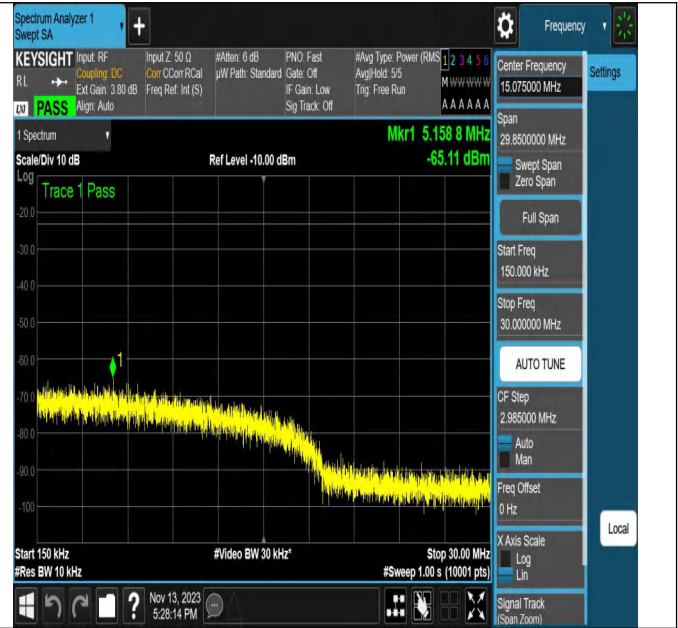 Spectrum Analyzer 1
Swept SA
+
Frequency
KEYSIGHT
RL
LXI
PASS
Input: RF
Coupling: DC
Ext Gain: 3.80 dB
Align: Auto
Input Z: 50 Ω
Corr CCorr RCal
Freq Ref: Int (S)
#Atten: 6 dB
µW Path: Standard
PNO: Fast
Gate: Off
IF Gain: Low
Sig Track: Off
#Avg Type: Power (RMS
Avg|Hold: 5/5
Trig: Free Run
1 2 3 4 5 6
M W W W W W
A A A A A A
1 Spectrum
Scale/Div 10 dB
Ref Level -10.00 dBm
Mkr1 5.158 8 MHz
-65.11 dBm
Log
Trace 1 Pass
-20.0
-30.0
-40.0
-50.0
-60.0
-70.0
-80.0
-90.0
-100
1
Start 150 kHz
#Res BW 10 kHz
#Video BW 30 kHz*
Stop 30.00 MHz
#Sweep 1.00 s (10001 pts)
Nov 13, 2023
5:28:14 PM
?
Center Frequency
15.075000 MHz
Settings
Span
29.8500000 MHz
Swept Span
Zero Span
Full Span
Start Freq
150.000 kHz
Stop Freq
30.000000 MHz
AUTO TUNE
CF Step
2.985000 MHz
Auto
Man
Freq Offset
0 Hz
X Axis Scale
Log
Lin
Local
Signal Track
(Span Zoom)